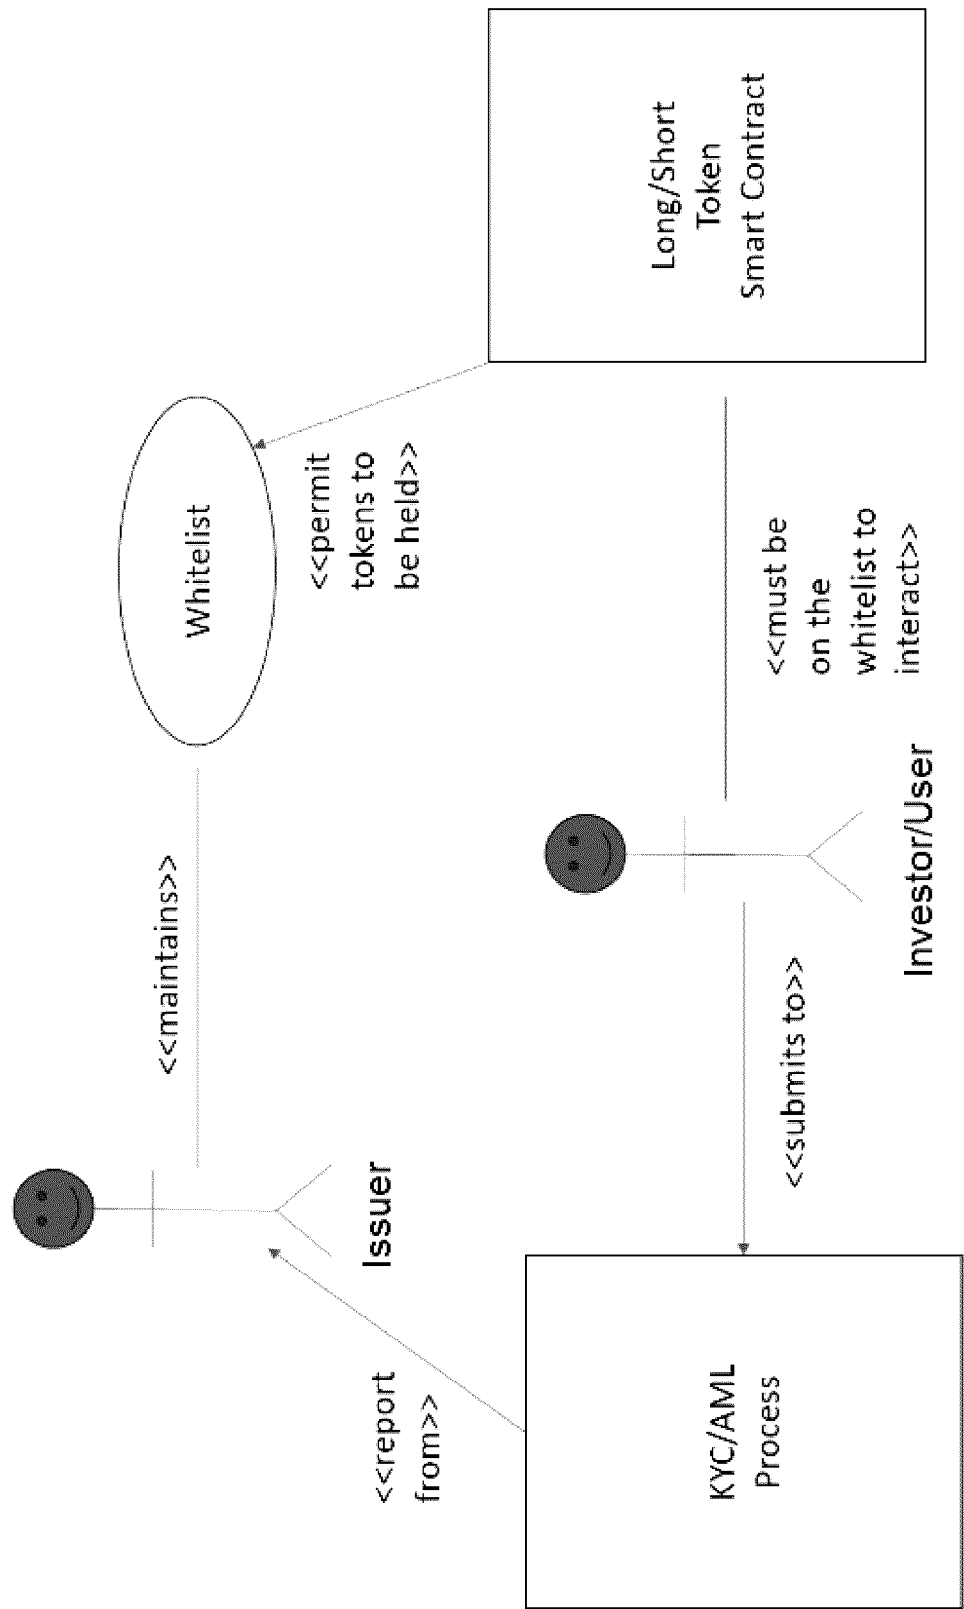 <<maintains>>
Whitelist
Issuer
<<report
from>>
<<permit
tokens to
be held>>
KYC/AML
Process
<<submits to>>
Investor/User
<<must be
on the
whitelist to
interact>>
Long/Short
Token
Smart Contract